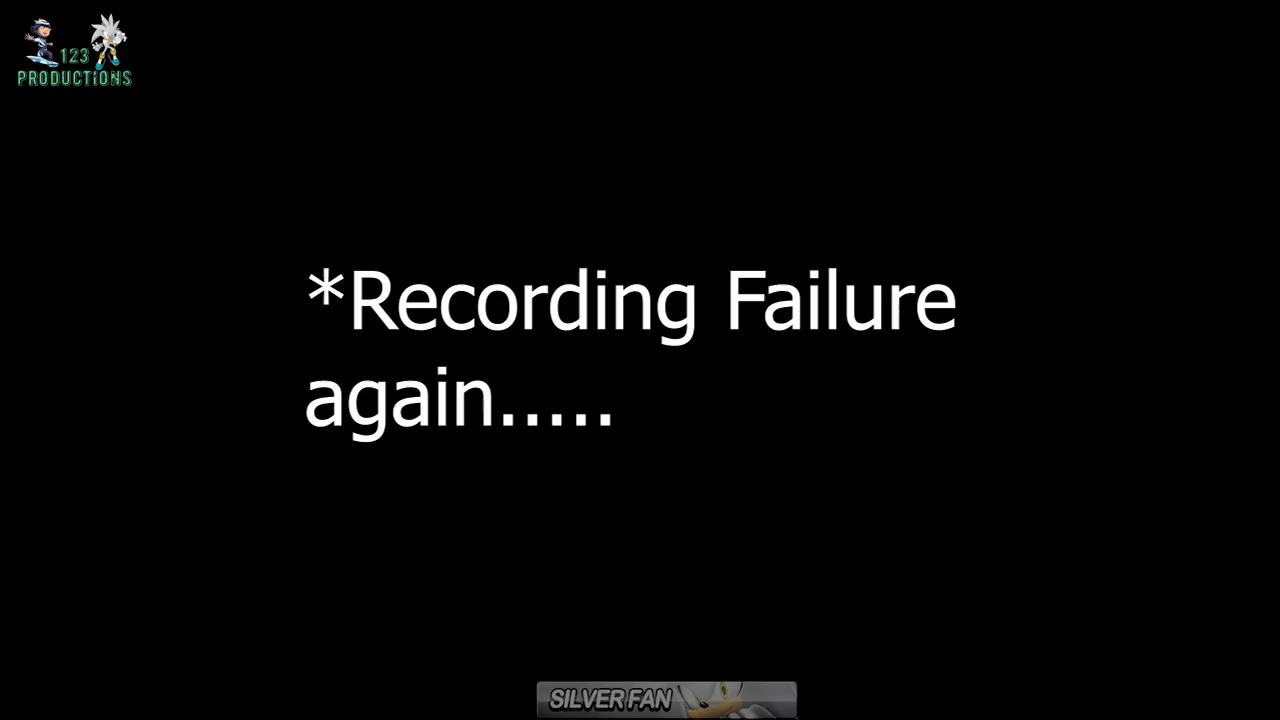 123
PRODUCTIONS
*Recording Failure
again.....
SILVER FAN